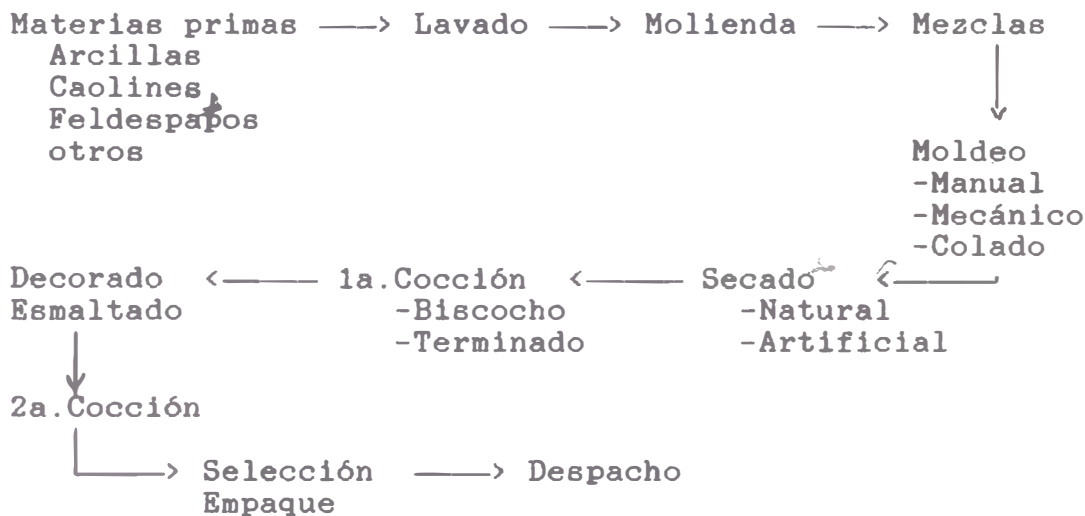 Materias primas ——> Lavado ——> Molienda ——> Mezclas
Arcillas
Caolines
Feldespatos
otros
Moldeo
-Manual
-Mecánico
-Colado
Decorado <—— 1a.Cocción <—— Secado <——
Esmaltado -Biscocho -Natural
-Terminado -Artificial
2a.Cocción
——> Selección ——> Despacho
Empaque